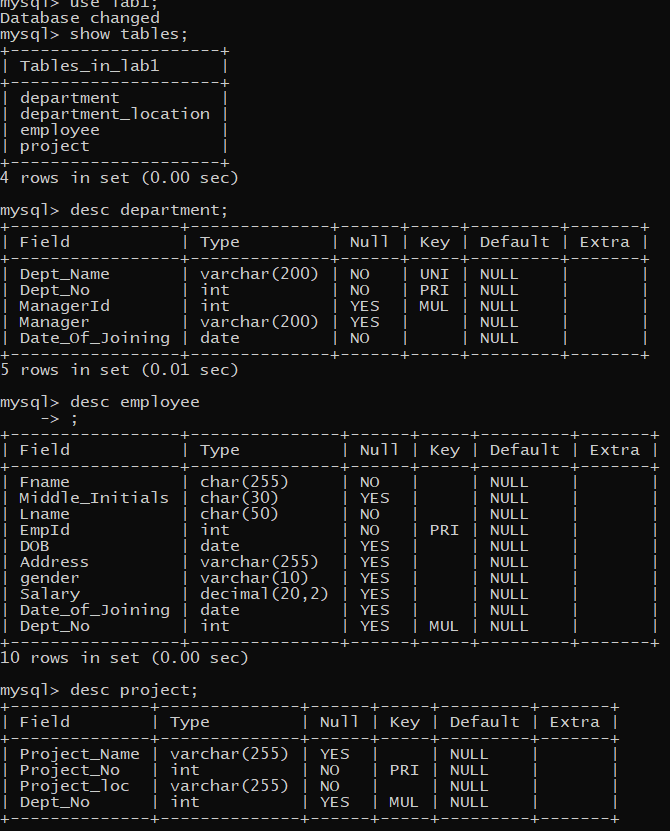 mysql> use lab1;
Database changed
mysql> show tables;
+---------------------+
| Tables_in_lab1      |
+---------------------+
| department          |
| department_location |
| employee            |
| project             |
+---------------------+
4 rows in set (0.00 sec)

mysql> desc department;
+-----------------+--------------+------+-----+---------+-------+
| Field           | Type         | Null | Key | Default | Extra |
+-----------------+--------------+------+-----+---------+-------+
| Dept_Name       | varchar(200) | NO   | UNI | NULL    |       |
| Dept_No         | int          | NO   | PRI | NULL    |       |
| ManagerId       | int          | YES  | MUL | NULL    |       |
| Manager         | varchar(200) | YES  |     | NULL    |       |
| Date_Of_Joining | date         | NO   |     | NULL    |       |
+-----------------+--------------+------+-----+---------+-------+
5 rows in set (0.01 sec)

mysql> desc employee
    -> ;
+-----------------+---------------+------+-----+---------+-------+
| Field           | Type          | Null | Key | Default | Extra |
+-----------------+---------------+------+-----+---------+-------+
| Fname           | char(255)     | NO   |     | NULL    |       |
| Middle_Initials | char(30)      | YES  |     | NULL    |       |
| Lname           | char(50)      | NO   |     | NULL    |       |
| EmpId           | int           | NO   | PRI | NULL    |       |
| DOB             | date          | YES  |     | NULL    |       |
| Address         | varchar(255)  | YES  |     | NULL    |       |
| gender          | varchar(10)   | YES  |     | NULL    |       |
| Salary          | decimal(20,2) | YES  |     | NULL    |       |
| Date_of_Joining | date          | YES  |     | NULL    |       |
| Dept_No         | int           | YES  | MUL | NULL    |       |
+-----------------+---------------+------+-----+---------+-------+
10 rows in set (0.00 sec)

mysql> desc project;
+--------------+--------------+------+-----+---------+-------+
| Field        | Type         | Null | Key | Default | Extra |
+--------------+--------------+------+-----+---------+-------+
| Project_Name | varchar(255) | YES  |     | NULL    |       |
| Project_No   | int          | NO   | PRI | NULL    |       |
| Project_loc  | varchar(255) | NO   |     | NULL    |       |
| Dept_No      | int          | YES  | MUL | NULL    |       |
+--------------+--------------+------+-----+---------+-------+